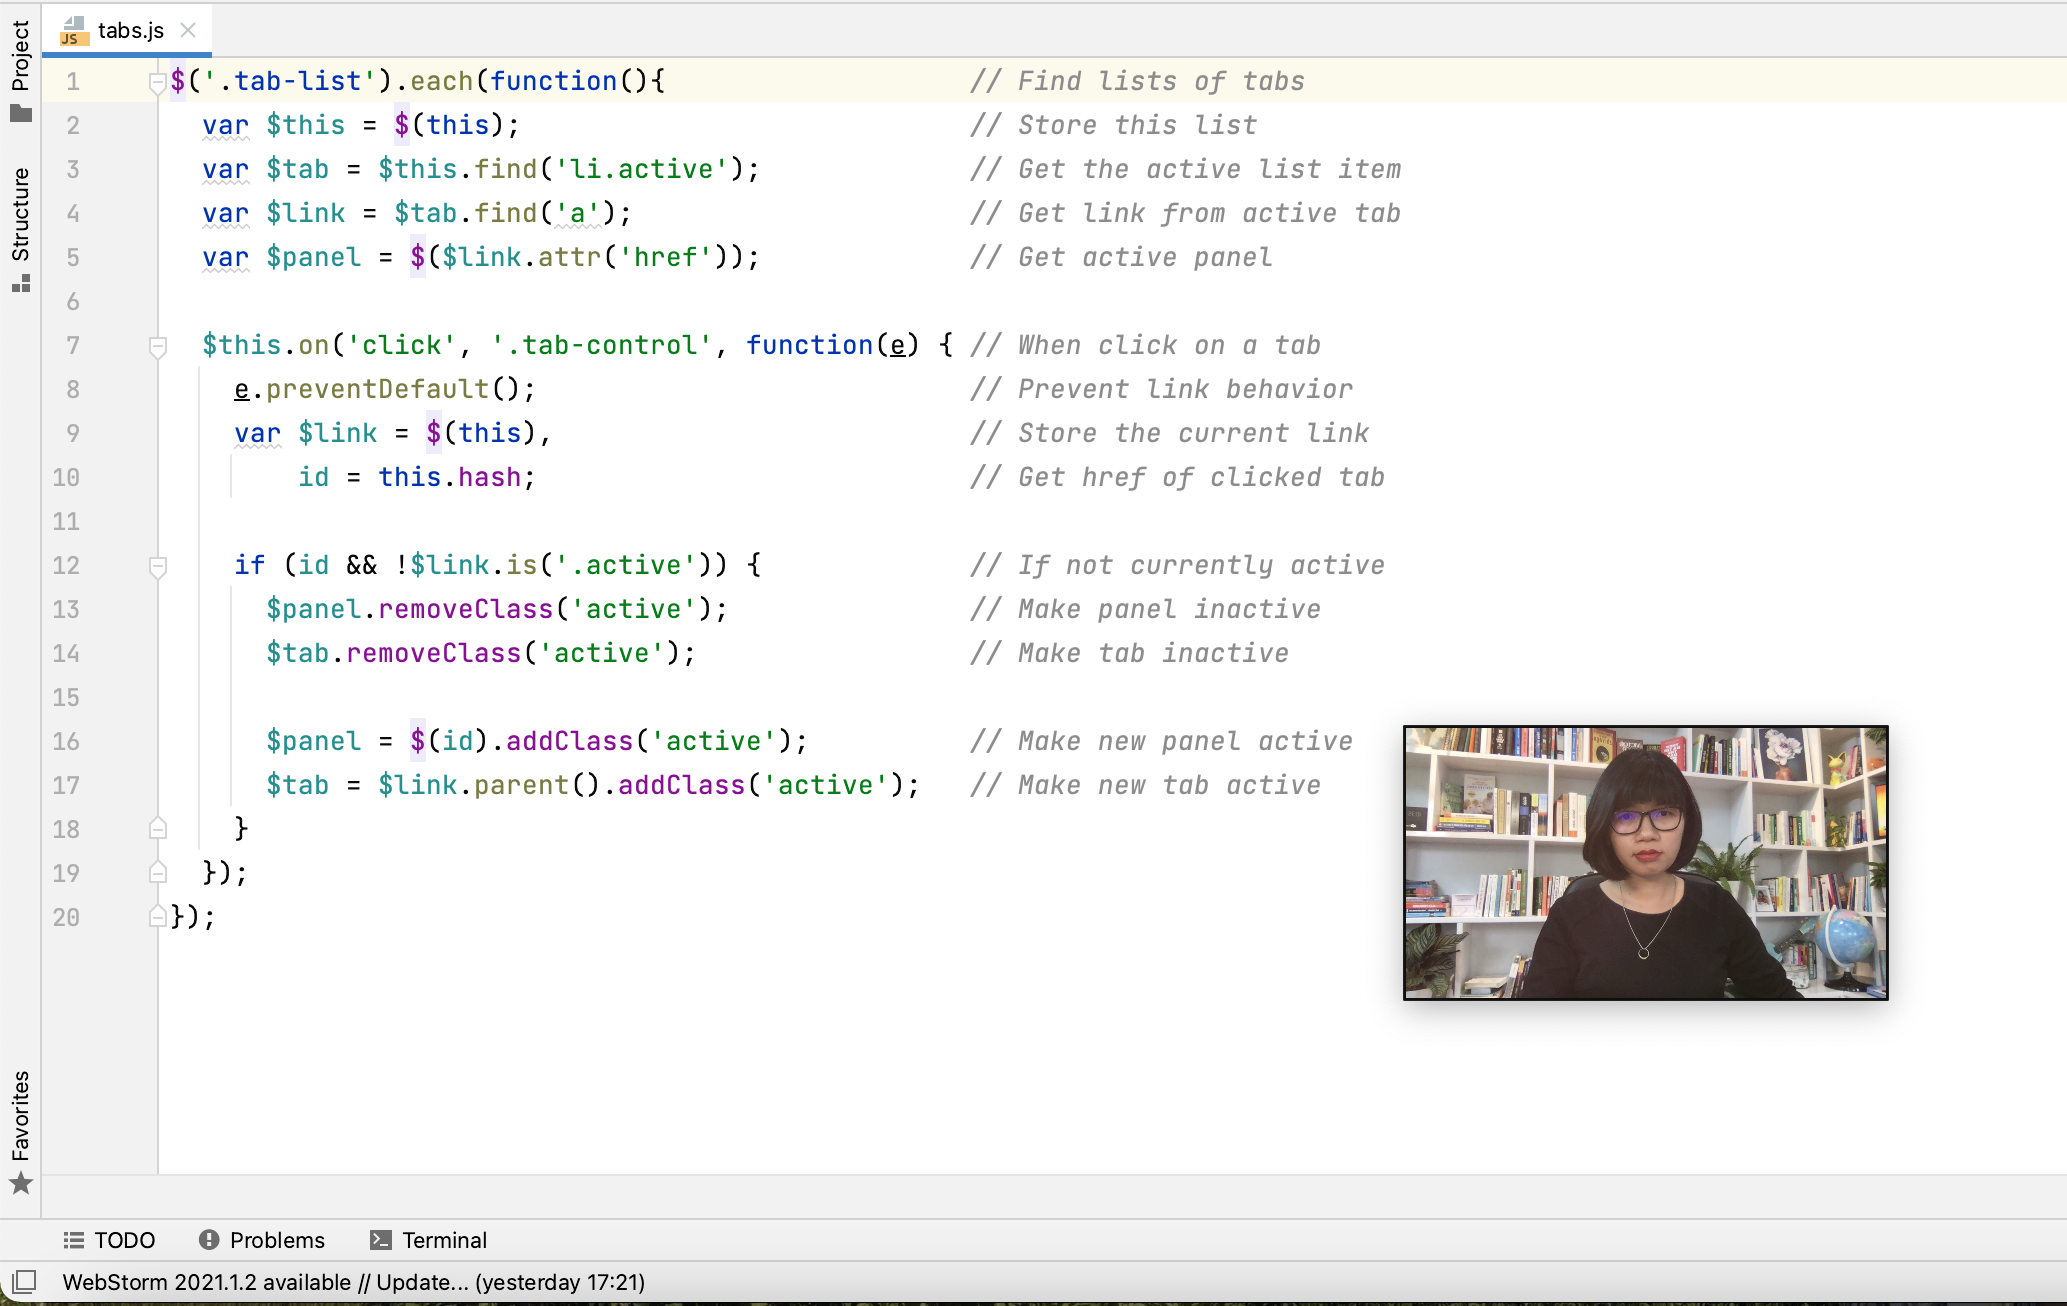 Project
Structure
Favorites
JS tabs.js
1 $('.tab-list').each(function(){ // Find lists of tabs
2 var $this = $(this); // Store this list
3 var $tab = $this.find('li.active'); // Get the active list item
4 var $link = $tab.find('a'); // Get link from active tab
5 var $panel = $($link.attr('href')); // Get active panel
6
7 $this.on('click', '.tab-control', function(e) { // When click on a tab
8 e.preventDefault(); // Prevent link behavior
9 var $link = $(this), // Store the current link
10 id = this.hash; // Get href of clicked tab
11
12 if (id && !$link.is('.active')) { // If not currently active
13 $panel.removeClass('active'); // Make panel inactive
14 $tab.removeClass('active'); // Make tab inactive
15
16 $panel = $(id).addClass('active'); // Make new panel active
17 $tab = $link.parent().addClass('active'); // Make new tab active
18 }
19 });
20 });
TODO Problems Terminal
WebStorm 2021.1.2 available // Update... (yesterday 17:21)